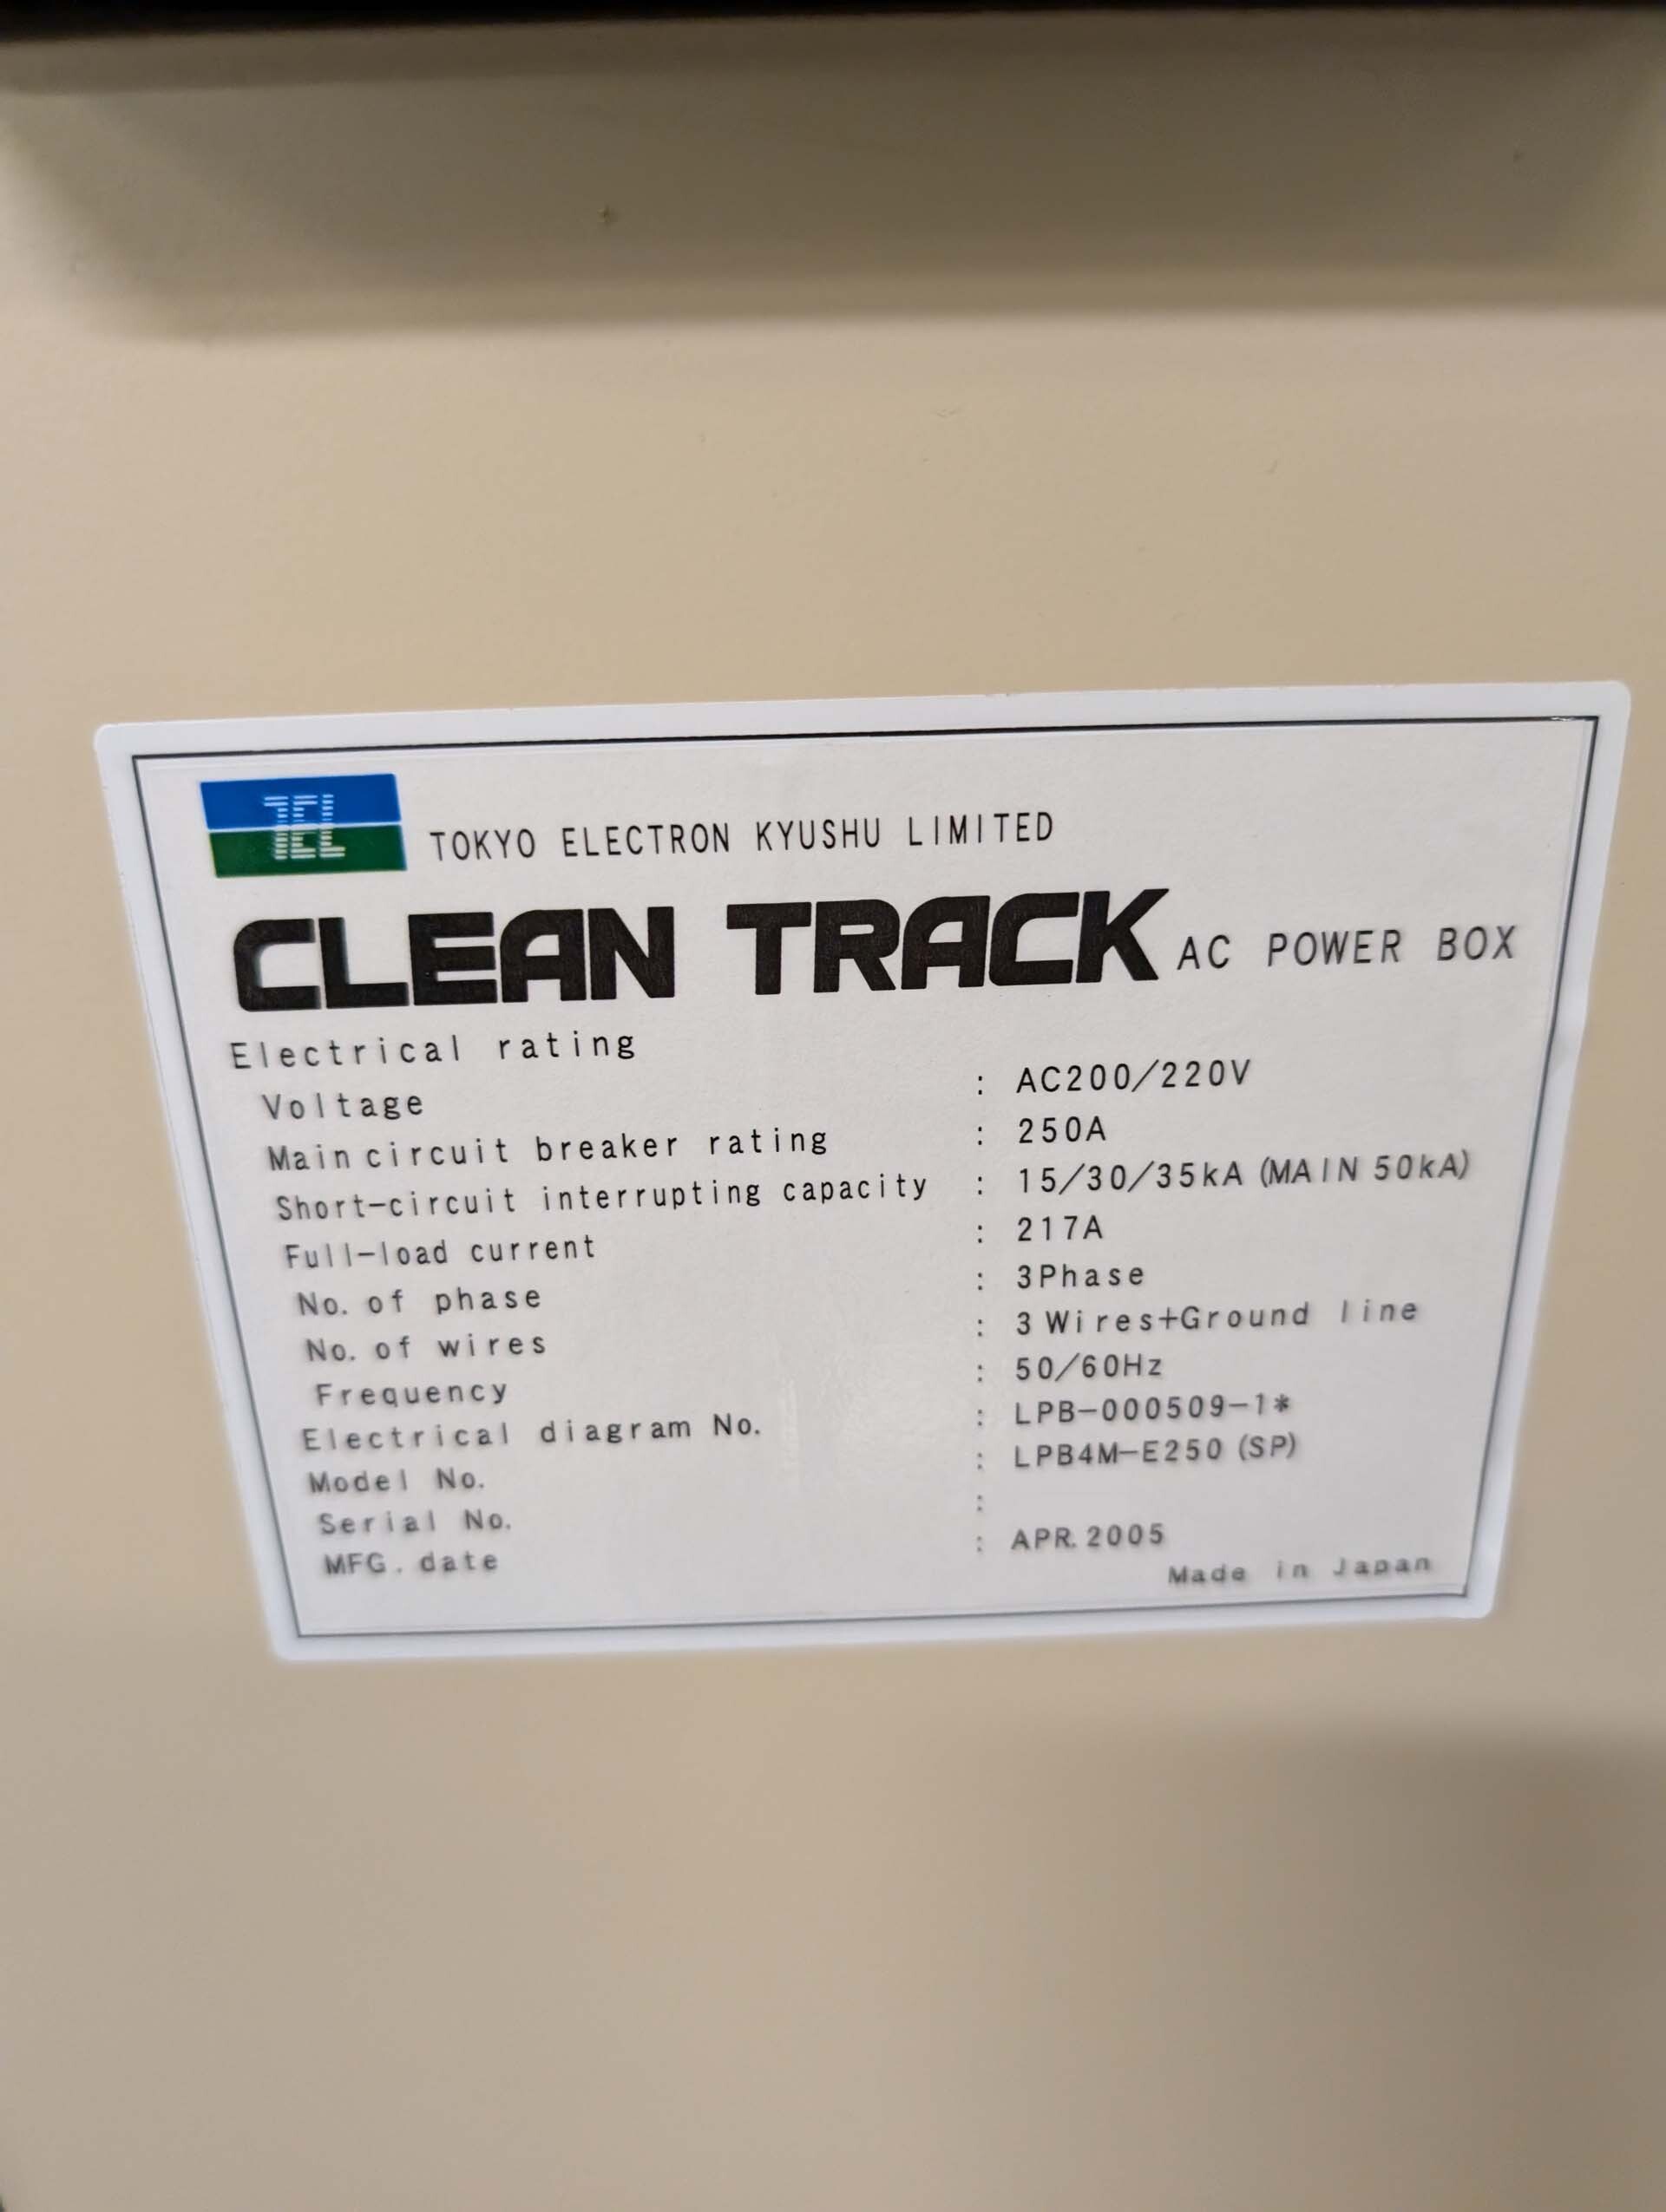 TEL TOKYO ELECTRON KYUSHU LIMITED
CLEAN TRACK AC POWER BOX
Electrical rating
Voltage : AC200/220V
Main circuit breaker rating : 250A
Short-circuit interrupting capacity : 15/30/35kA (MAIN 50kA)
Full-load current : 217A
No. of phase : 3Phase
No. of wires : 3 Wires+Ground line
Frequency : 50/60Hz
Electrical diagram No. : LPB-000509-1*
Model No. : LPB4M-E250 (SP)
Serial No. :
MFG. date : APR. 2005
Made in Japan